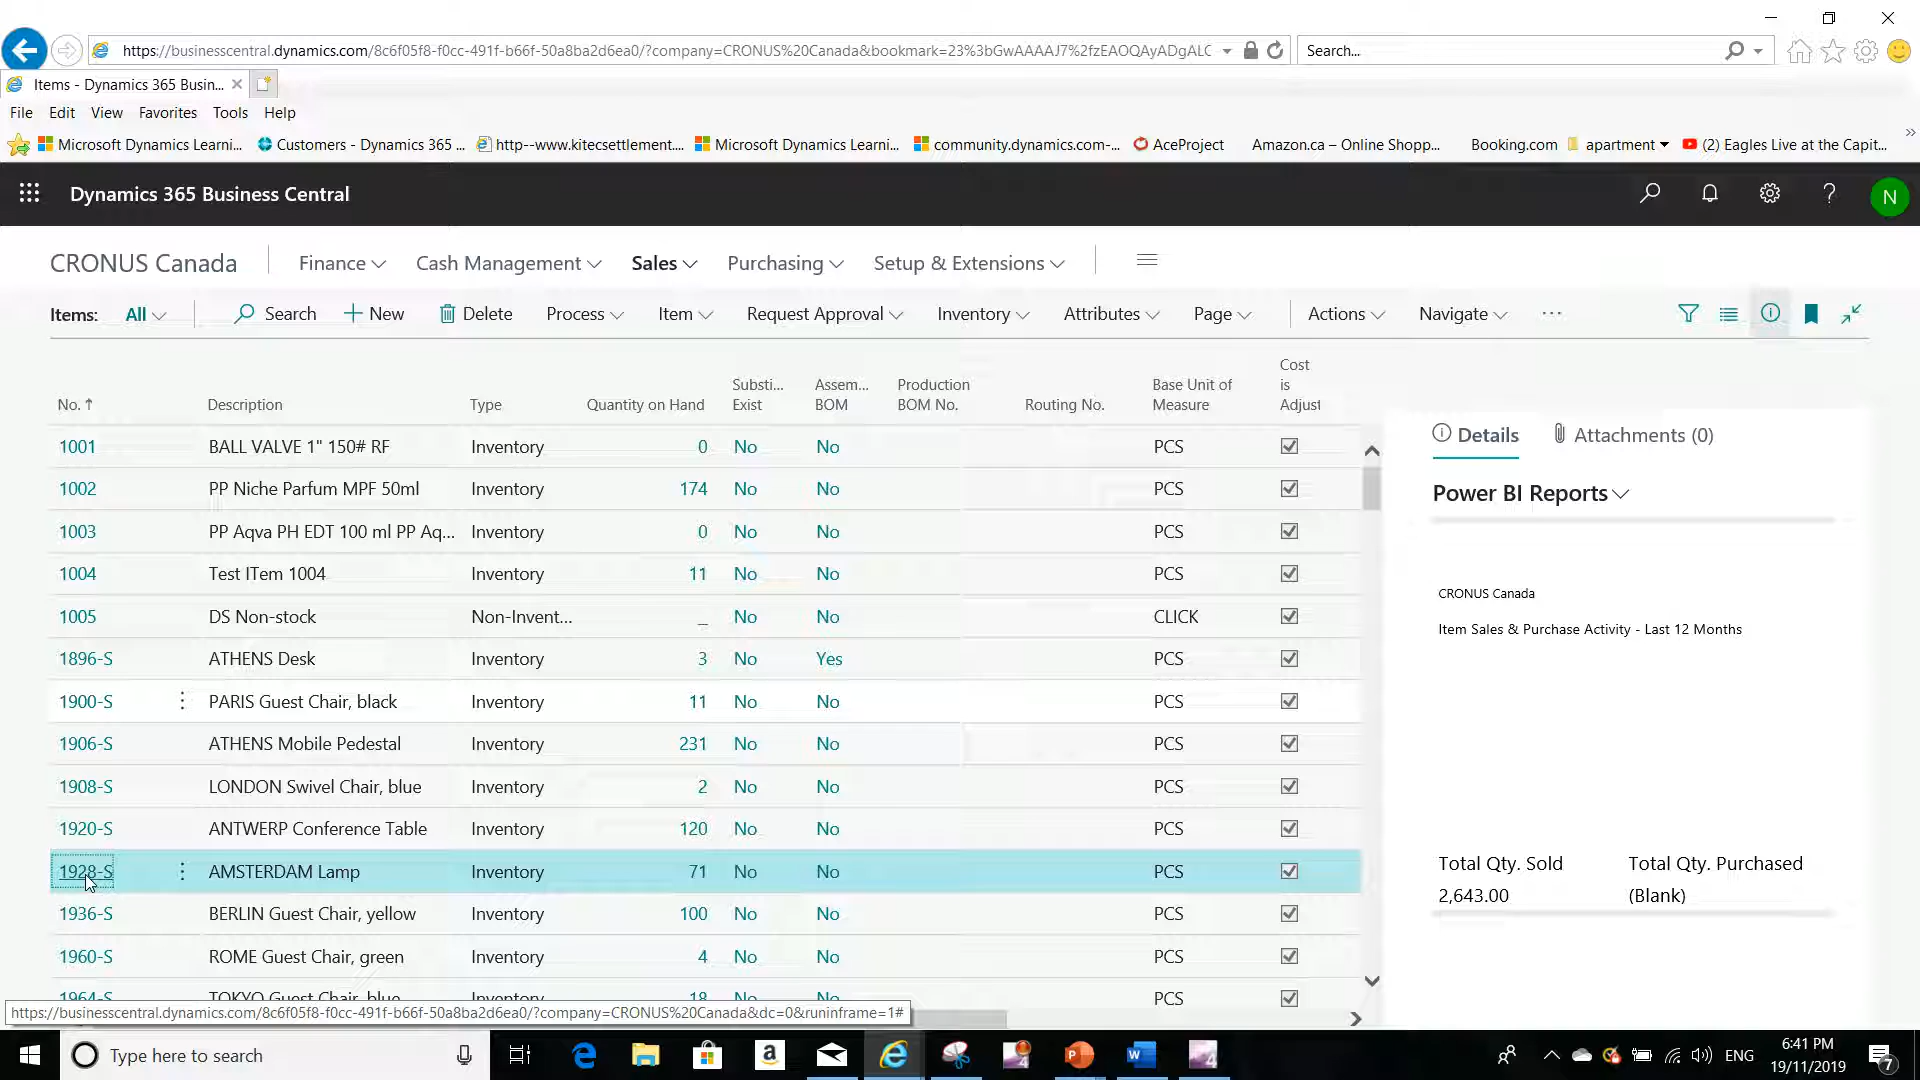 https://businesscentral.dynamics.com/8c6f05f8-f0cc-491f-b66f-50a8ba2d6ea0/?company=CRONUS%20Canada&bookmark=23%3bGwAAAAJ7%2fzEAOQAyADgALC
Search...
Items - Dynamics 365 Busin...
File Edit View Favorites Tools Help
Microsoft Dynamics Learni... Customers - Dynamics 365 ... http--www.kitecsettlement.... Microsoft Dynamics Learni... community.dynamics.com-... AceProject Amazon.ca – Online Shopp... Booking.com apartment (2) Eagles Live at the Capit...
Dynamics 365 Business Central
N
CRONUS Canada Finance Cash Management Sales Purchasing Setup & Extensions
Items: All Search New Delete Process Item Request Approval Inventory Attributes Page Actions Navigate ...
No. ↑ Description Type Quantity on Hand Substi... Exist Assem... BOM Production BOM No. Routing No. Base Unit of Measure Cost is Adjust
1001 BALL VALVE 1" 150# RF Inventory 0 No No PCS
1002 PP Niche Parfum MPF 50ml Inventory 174 No No PCS
1003 PP Aqva PH EDT 100 ml PP Aq... Inventory 0 No No PCS
1004 Test ITem 1004 Inventory 11 No No PCS
1005 DS Non-stock Non-Invent... _ No No CLICK
1896-S ATHENS Desk Inventory 3 No Yes PCS
1900-S PARIS Guest Chair, black Inventory 11 No No PCS
1906-S ATHENS Mobile Pedestal Inventory 231 No No PCS
1908-S LONDON Swivel Chair, blue Inventory 2 No No PCS
1920-S ANTWERP Conference Table Inventory 120 No No PCS
1928-S AMSTERDAM Lamp Inventory 71 No No PCS
1936-S BERLIN Guest Chair, yellow Inventory 100 No No PCS
1960-S ROME Guest Chair, green Inventory 4 No No PCS
1964-S TOKYO Guest Chair, blue Inventory 18 No No PCS
Details Attachments (0)
Power BI Reports
CRONUS Canada
Item Sales & Purchase Activity - Last 12 Months
Total Qty. Sold Total Qty. Purchased
2,643.00 (Blank)
https://businesscentral.dynamics.com/8c6f05f8-f0cc-491f-b66f-50a8ba2d6ea0/?company=CRONUS%20Canada&dc=0&runinframe=1#
Type here to search
ENG
6:41 PM
19/11/2019
7